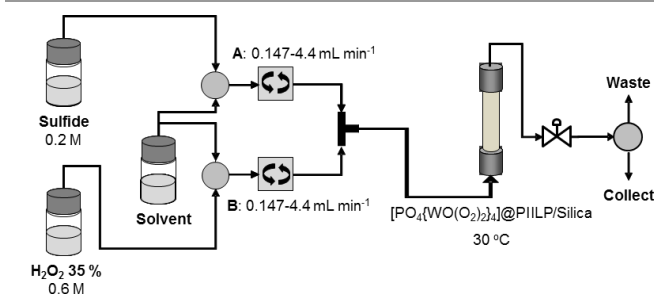 A: 0.147-4.4 mL min⁻¹
Sulfide
0.2 M
Waste
Solvent
B: 0.147-4.4 mL min⁻¹
Collect
[PO₄{WO(O₂)₂}₄]@PIILP/Silica
30 ºC
H₂O₂ 35 %
0.6 M